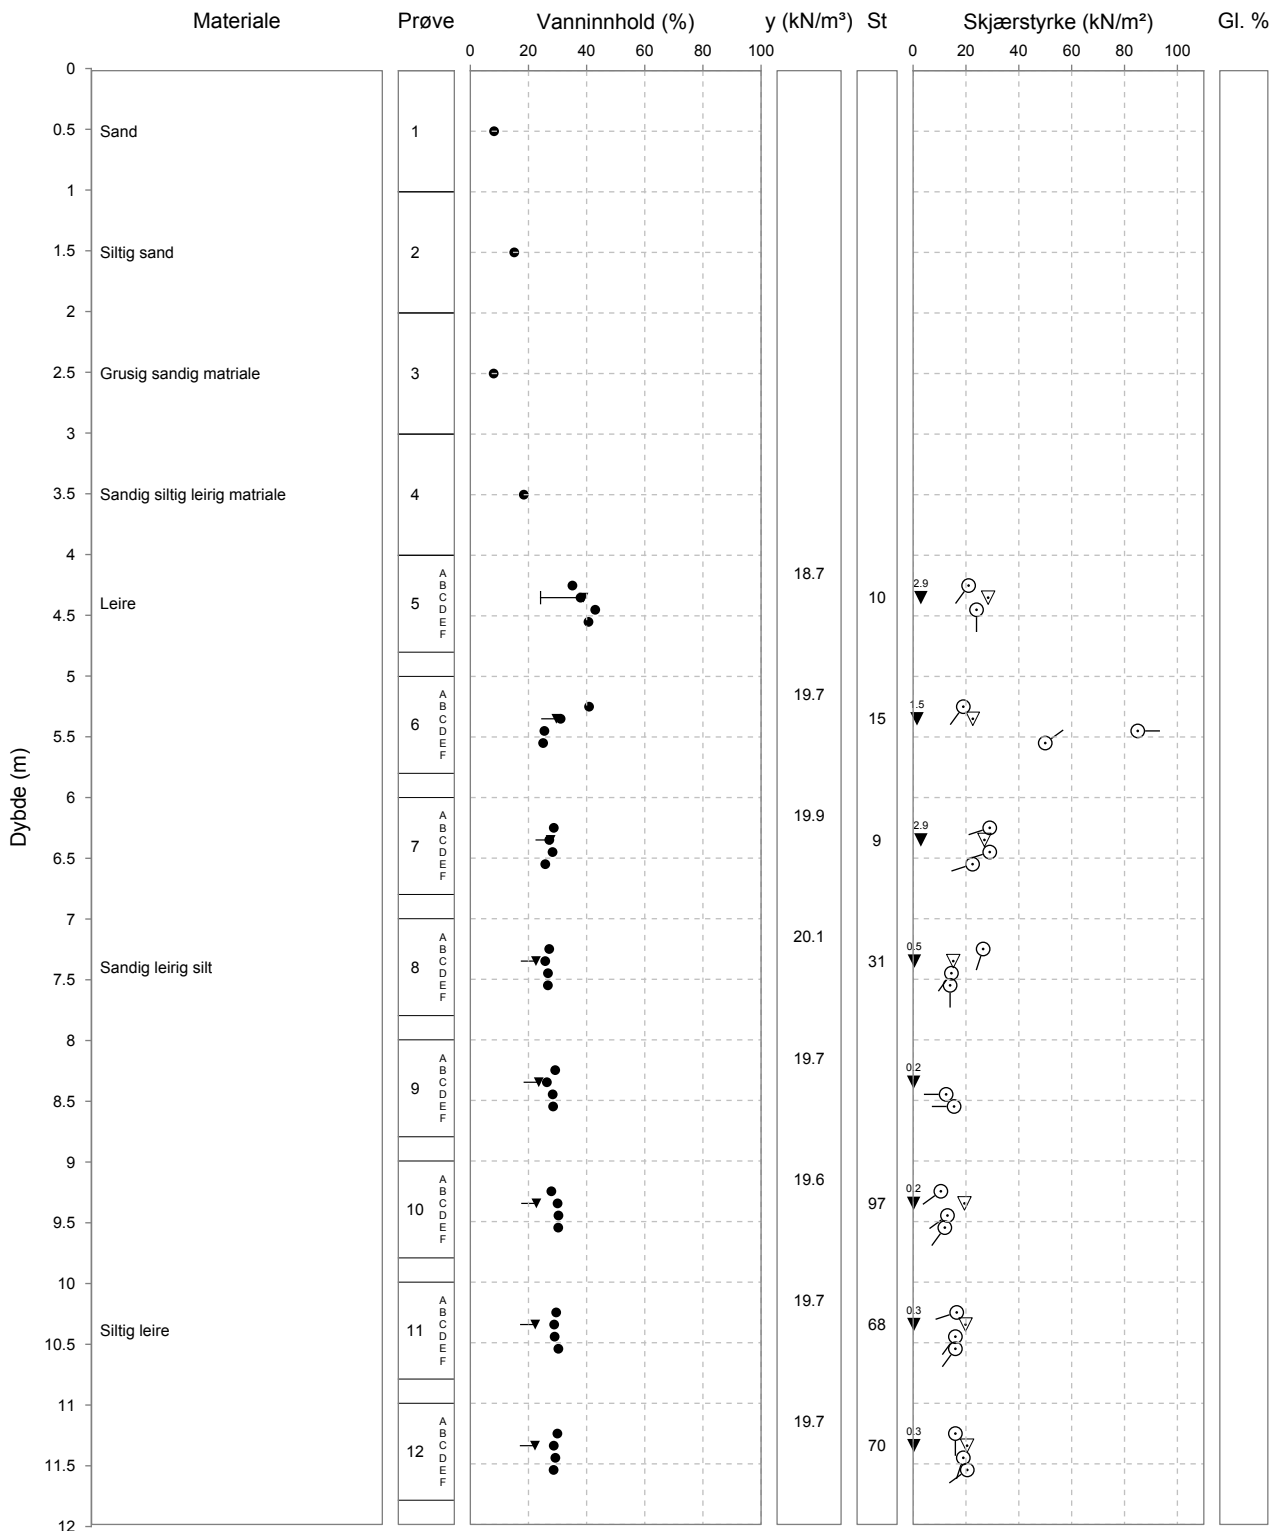 Materiale Prøve Vanninnhold (%) y (kN/m³) St Skjærstyrke (kN/m²) Gl. %
0 20 40 60 80 100 0 20 40 60 80 100
0
0.5 Sand 1
1
1.5 Siltig sand 2
2
2.5 Grusig sandig matriale 3
3
3.5 Sandig siltig leirig matriale 4
4
A 18.7
B 2.9
Leire 5 C 10
D
4.5 E
F
5
A 19.7
B 1.5
6 C 15
D
5.5 E
F
Dybde (m)
6
A 19.9
B 2.9
7 C 9
D
6.5 E
F
7
A 20.1
B 0.5
Sandig leirig silt 8 C 31
D
7.5 E
F
8
A 19.7
B 0.2
9 C
D
8.5 E
F
9
A 19.6
B 0.2
10 C 97
D
9.5 E
F
10
A 19.7
B 0.3
Siltig leire 11 C 68
D
10.5 E
F
11
A 19.7
B 0.3
12 C 70
D
11.5 E
F
12